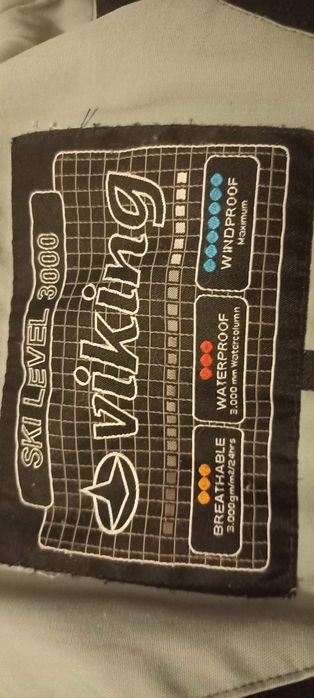 SKI LEVEL 3000
viking
BREATHABLE
3.000gm/m2/24hrs
WATERPROOF
3.000 mm Watercolumn
WINDPROOF
Maximum